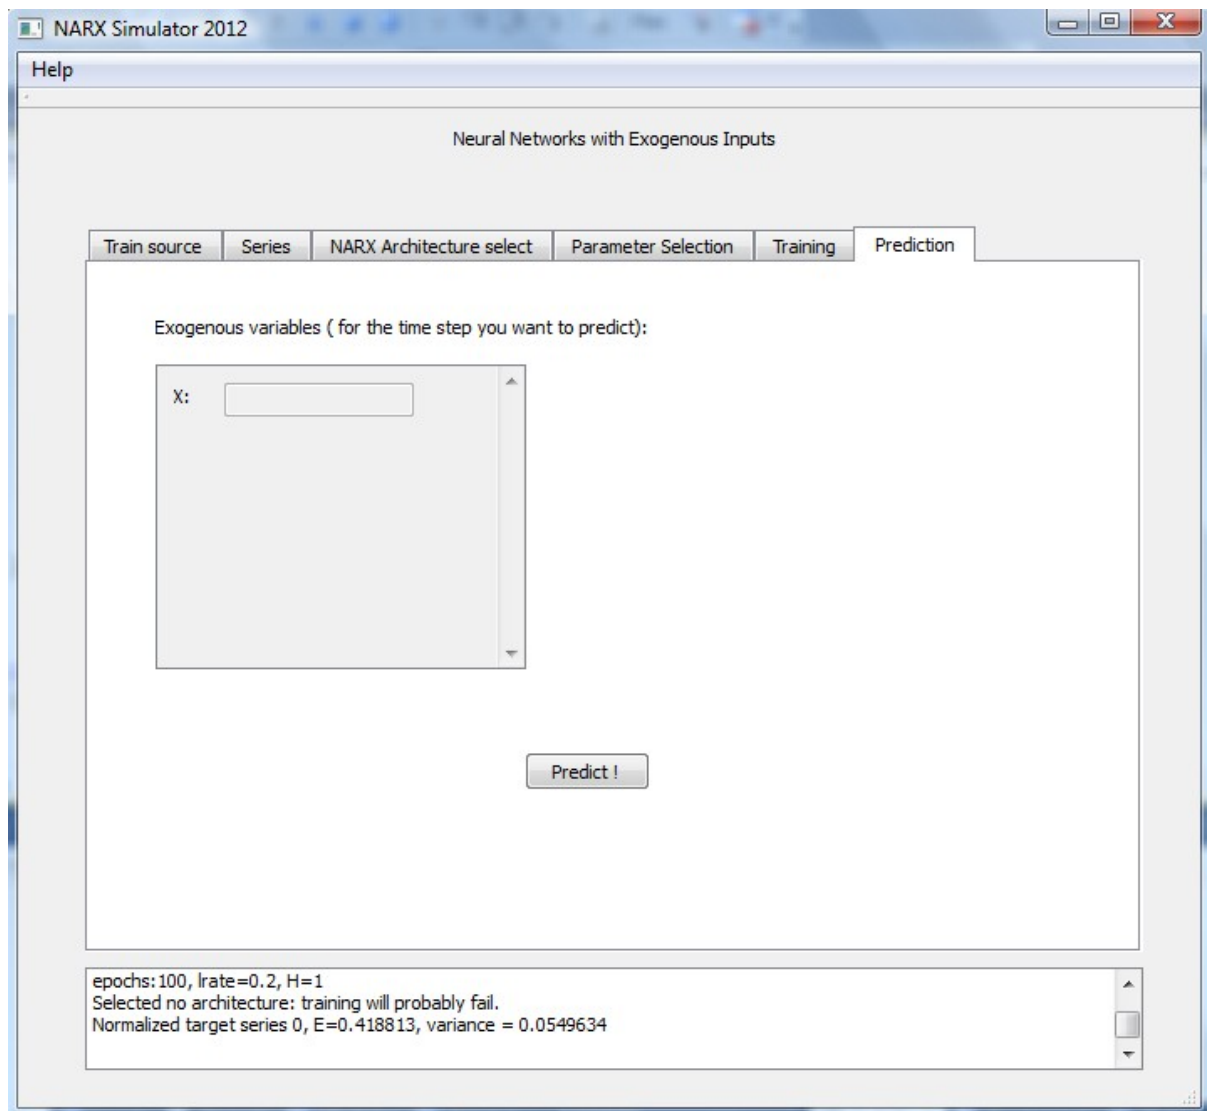 NARX Simulator 2012
Help
Neural Networks with Exogenous Inputs
Train source Series NARX Architecture select Parameter Selection Training Prediction
Exogenous variables ( for the time step you want to predict):
X:
Predict !
epochs:100, lrate=0.2, H=1
Selected no architecture: training will probably fail.
Normalized target series 0, E=0.418813, variance = 0.0549634